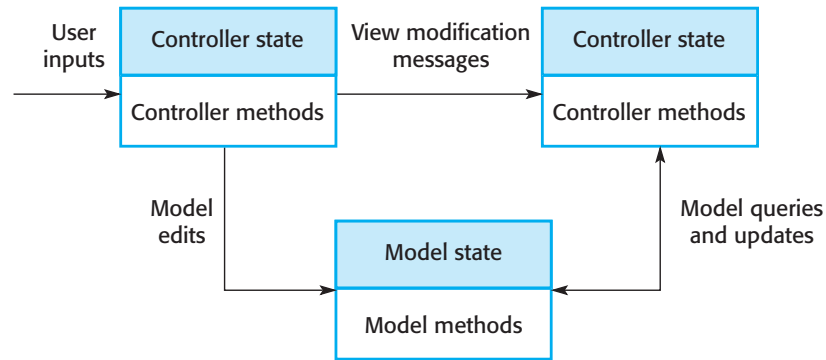 User
inputs
Controller state
Controller methods
View modification
messages
Controller state
Controller methods
Model
edits
Model state
Model methods
Model queries
and updates